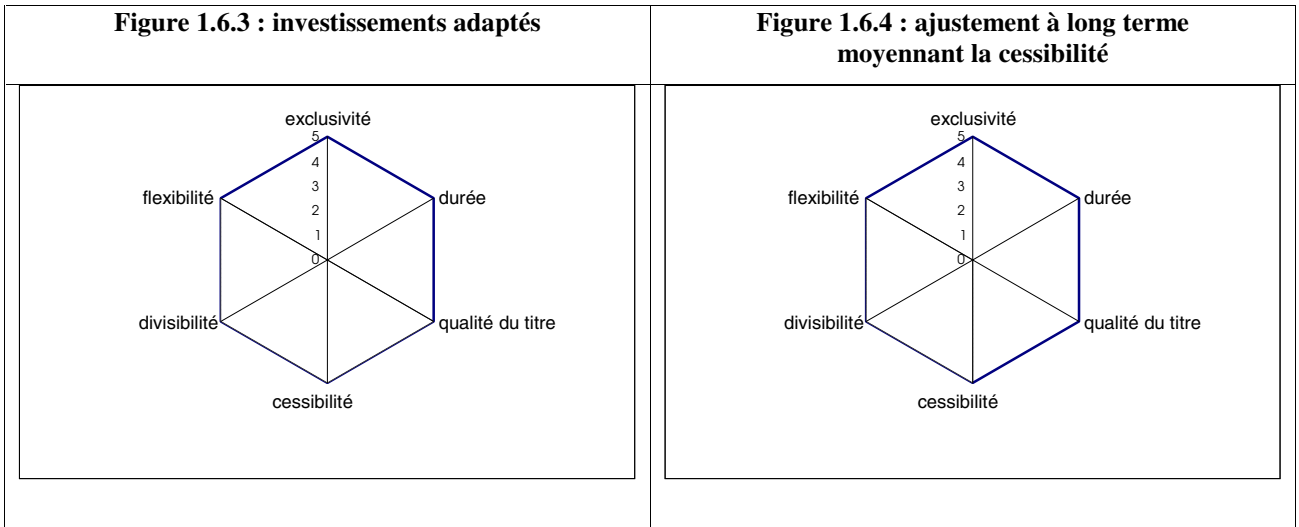 Figure 1.6.3 : investissements adaptés
Figure 1.6.4 : ajustement à long terme
moyennant la cessibilité
exclusivité
5
4
3
2
1
0
flexibilité
durée
divisibilité
qualité du titre
cessibilité
exclusivité
5
4
3
2
1
0
flexibilité
durée
divisibilité
qualité du titre
cessibilité